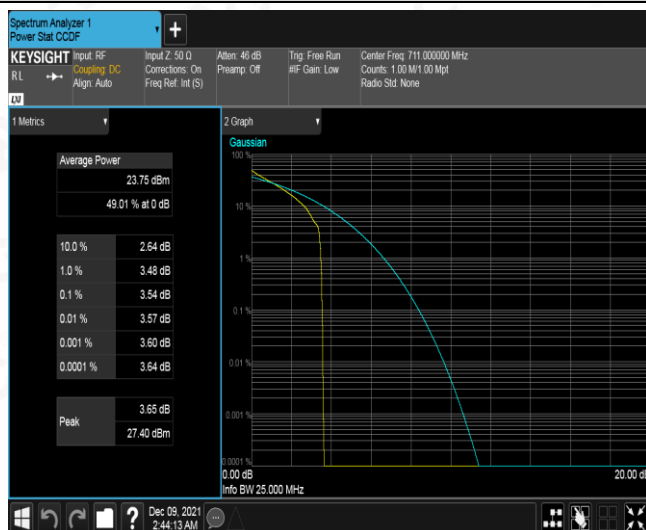 Spectrum Analyzer 1
Power Stat CCDF
KEYSIGHT
RL
Input: RF
Coupling: DC
Align: Auto
Input Z: 50 Ω
Corrections: On
Freq Ref: Int (S)
Atten: 46 dB
Preamp: Off
Trig: Free Run
#IF Gain: Low
Center Freq: 711.000000 MHz
Counts: 1.00 M/1.00 Mpt
Radio Std: None
1 Metrics
Average Power
23.75 dBm
49.01 % at 0 dB
10.0 % 2.64 dB
1.0 % 3.48 dB
0.1 % 3.54 dB
0.01 % 3.57 dB
0.001 % 3.60 dB
0.0001 % 3.64 dB
Peak
3.65 dB
27.40 dBm
2 Graph
Gaussian
100 %
10 %
1 %
0.1 %
0.01 %
0.001 %
0.0001 %
0.00 dB 20.00 dB
Info BW 25.000 MHz
Dec 09, 2021
2:44:13 AM